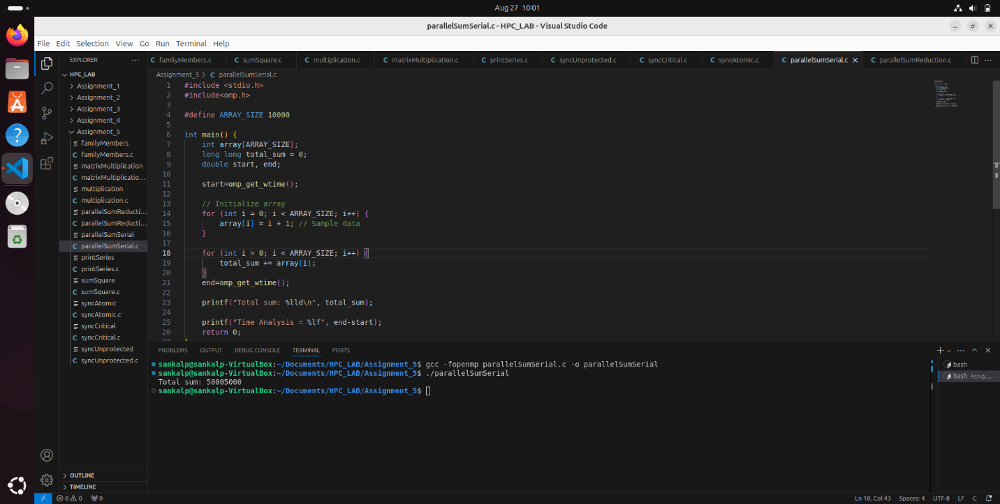 Aug 27 10:01
parallelSumSerial.c - HPC_LAB - Visual Studio Code
File Edit Selection View Go Run Terminal Help
EXPLORER
HPC_LAB
Assignment_1
Assignment_2
Assignment_3
Assignment_4
Assignment_5
familyMembers
C familyMembers.c
matrixMultiplication
C matrixMultiplicatio...
multiplication
C multiplication.c
parallelSumReducti...
C parallelSumReducti...
parallelSumSerial
C parallelSumSerial.c
printSeries
C printSeries.c
sumSquare
C sumSquare.c
syncAtomic
C syncAtomic.c
syncCritical
C syncCritical.c
syncUnprotected
C syncUnprotected.c
OUTLINE
TIMELINE
C familyMembers.c C sumSquare.c C multiplication.c C matrixMultiplication.c C printSeries.c C syncUnprotected.c C syncCritical.c C syncAtomic.c C parallelSumSerial.c C parallelSumReduction.c
Assignment_5 > C parallelSumSerial.c
1 #include <stdio.h>
2 #include<omp.h>
3
4 #define ARRAY_SIZE 10000
5
6 int main() {
7 int array[ARRAY_SIZE];
8 long long total_sum = 0;
9 double start, end;
10
11 start=omp_get_wtime();
12
13 // Initialize array
14 for (int i = 0; i < ARRAY_SIZE; i++) {
15 array[i] = i + 1; // Sample data
16 }
17
18 for (int i = 0; i < ARRAY_SIZE; i++) {
19 total_sum += array[i];
20 }
21 end=omp_get_wtime();
22
23 printf("Total sum: %lld\n", total_sum);
24
25 printf("Time Analysis = %lf", end-start);
26 return 0;
PROBLEMS OUTPUT DEBUG CONSOLE TERMINAL PORTS
sankalp@sankalp-VirtualBox:~/Documents/HPC_LAB/Assignment_5$ gcc -fopenmp parallelSumSerial.c -o parallelSumSerial
sankalp@sankalp-VirtualBox:~/Documents/HPC_LAB/Assignment_5$ ./parallelSumSerial
Total sum: 50005000
sankalp@sankalp-VirtualBox:~/Documents/HPC_LAB/Assignment_5$
bash
bash Assig...
0 0 0 Ln 18, Col 43 Spaces: 4 UTF-8 LF C